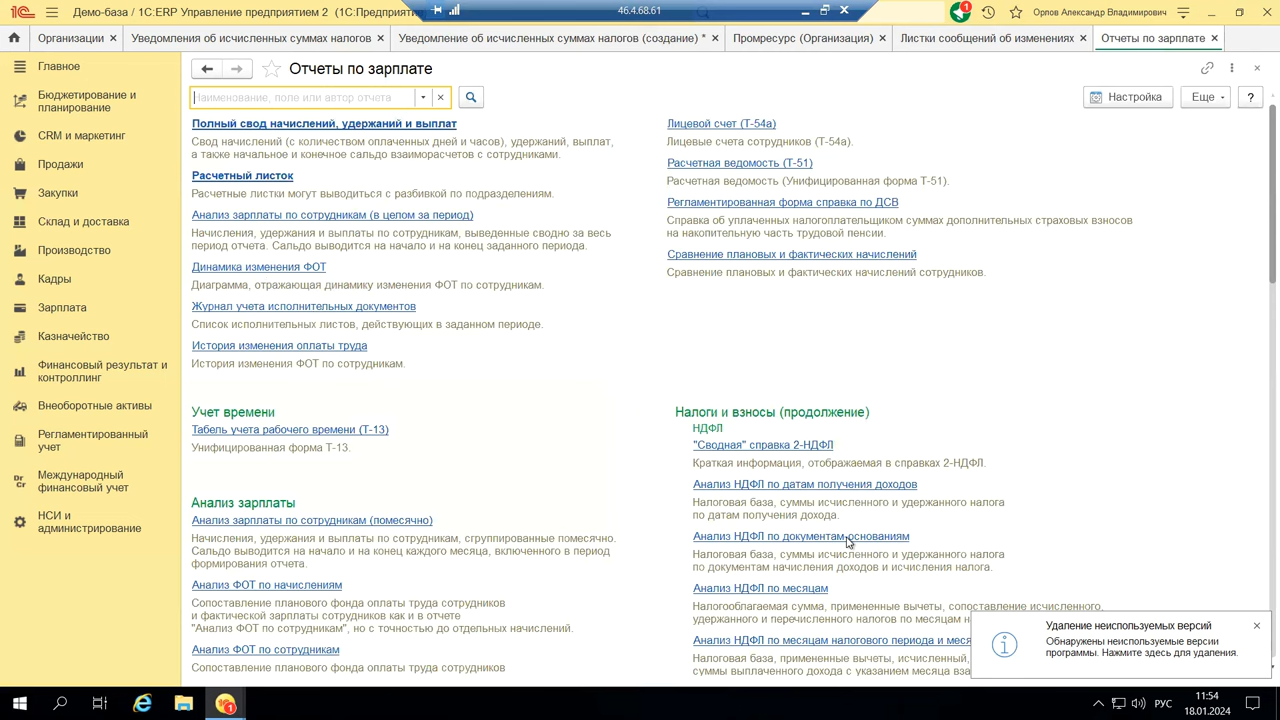 Демо-база / 1С:ERP Управление предприятием 2 (1С:Предприятие
46.4.68.61
1
Орлов Александр Владимирович
Организации ×
Уведомления об исчисленных суммах налогов ×
Уведомление об исчисленных суммах налогов (создание) * ×
Промресурс (Организация) ×
Листки сообщений об изменениях ×
Отчеты по зарплате ×
Главное
Бюджетирование и
планирование
CRM и маркетинг
Продажи
Закупки
Склад и доставка
Производство
Кадры
Зарплата
Казначейство
Финансовый результат и
контроллинг
Внеоборотные активы
Регламентированный
учет
Международный
финансовый учет
НСИ и
администрирование
Отчеты по зарплате
Наименование, поле или автор отчета
Настройка
Еще
?
Полный свод начислений, удержаний и выплат
Свод начислений (с количеством оплаченных дней и часов), удержаний, выплат,
а также начальное и конечное сальдо взаиморасчетов с сотрудниками.
Расчетный листок
Расчетные листки могут выводиться с разбивкой по подразделениям.
Анализ зарплаты по сотрудникам (в целом за период)
Начисления, удержания и выплаты по сотрудникам, выведенные сводно за весь
период отчета. Сальдо выводится на начало и на конец заданного периода.
Динамика изменения ФОТ
Диаграмма, отражающая динамику изменения ФОТ по сотрудникам.
Журнал учета исполнительных документов
Список исполнительных листов, действующих в заданном периоде.
История изменения оплаты труда
История изменения ФОТ по сотрудникам.
Лицевой счет (Т-54а)
Лицевые счета сотрудников (Т-54а).
Расчетная ведомость (Т-51)
Расчетная ведомость (Унифицированная форма Т-51).
Регламентированная форма справка по ДСВ
Справка об уплаченных налогоплательщиком суммах дополнительных страховых взносов
на накопительную часть трудовой пенсии.
Сравнение плановых и фактических начислений
Сравнение плановых и фактических начислений сотрудников.
Учет времени
Табель учета рабочего времени (Т-13)
Унифицированная форма Т-13.
Анализ зарплаты
Анализ зарплаты по сотрудникам (помесячно)
Начисления, удержания и выплаты по сотрудникам, сгруппированные помесячно.
Сальдо выводится на начало и на конец каждого месяца, включенного в период
формирования отчета.
Анализ ФОТ по начислениям
Сопоставление планового фонда оплаты труда сотрудников
и фактической зарплаты сотрудников как и в отчете
"Анализ ФОТ по сотрудникам", но с точностью до отдельных начислений.
Анализ ФОТ по сотрудникам
Сопоставление планового фонда оплаты труда сотрудников
Налоги и взносы (продолжение)
НДФЛ
"Сводная" справка 2-НДФЛ
Краткая информация, отображаемая в справках 2-НДФЛ.
Анализ НДФЛ по датам получения доходов
Налоговая база, суммы исчисленного и удержанного налога
по датам получения дохода.
Анализ НДФЛ по документам-основаниям
Налоговая база, суммы исчисленного и удержанного налога
по документам начисления доходов и исчисления налога.
Анализ НДФЛ по месяцам
Налогооблагаемая сумма, примененные вычеты, сопоставление исчисленного,
удержанного и перечисленного налога по месяцам н
Анализ НДФЛ по месяцам налогового периода и меся
Налоговая база, примененные вычеты, исчисленный,
суммы выплаченного дохода с указанием месяца вза
Удаление неиспользуемых версий
Обнаружены неиспользуемые версии
программы. Нажмите здесь для удаления.
РУС
11:54
18.01.2024